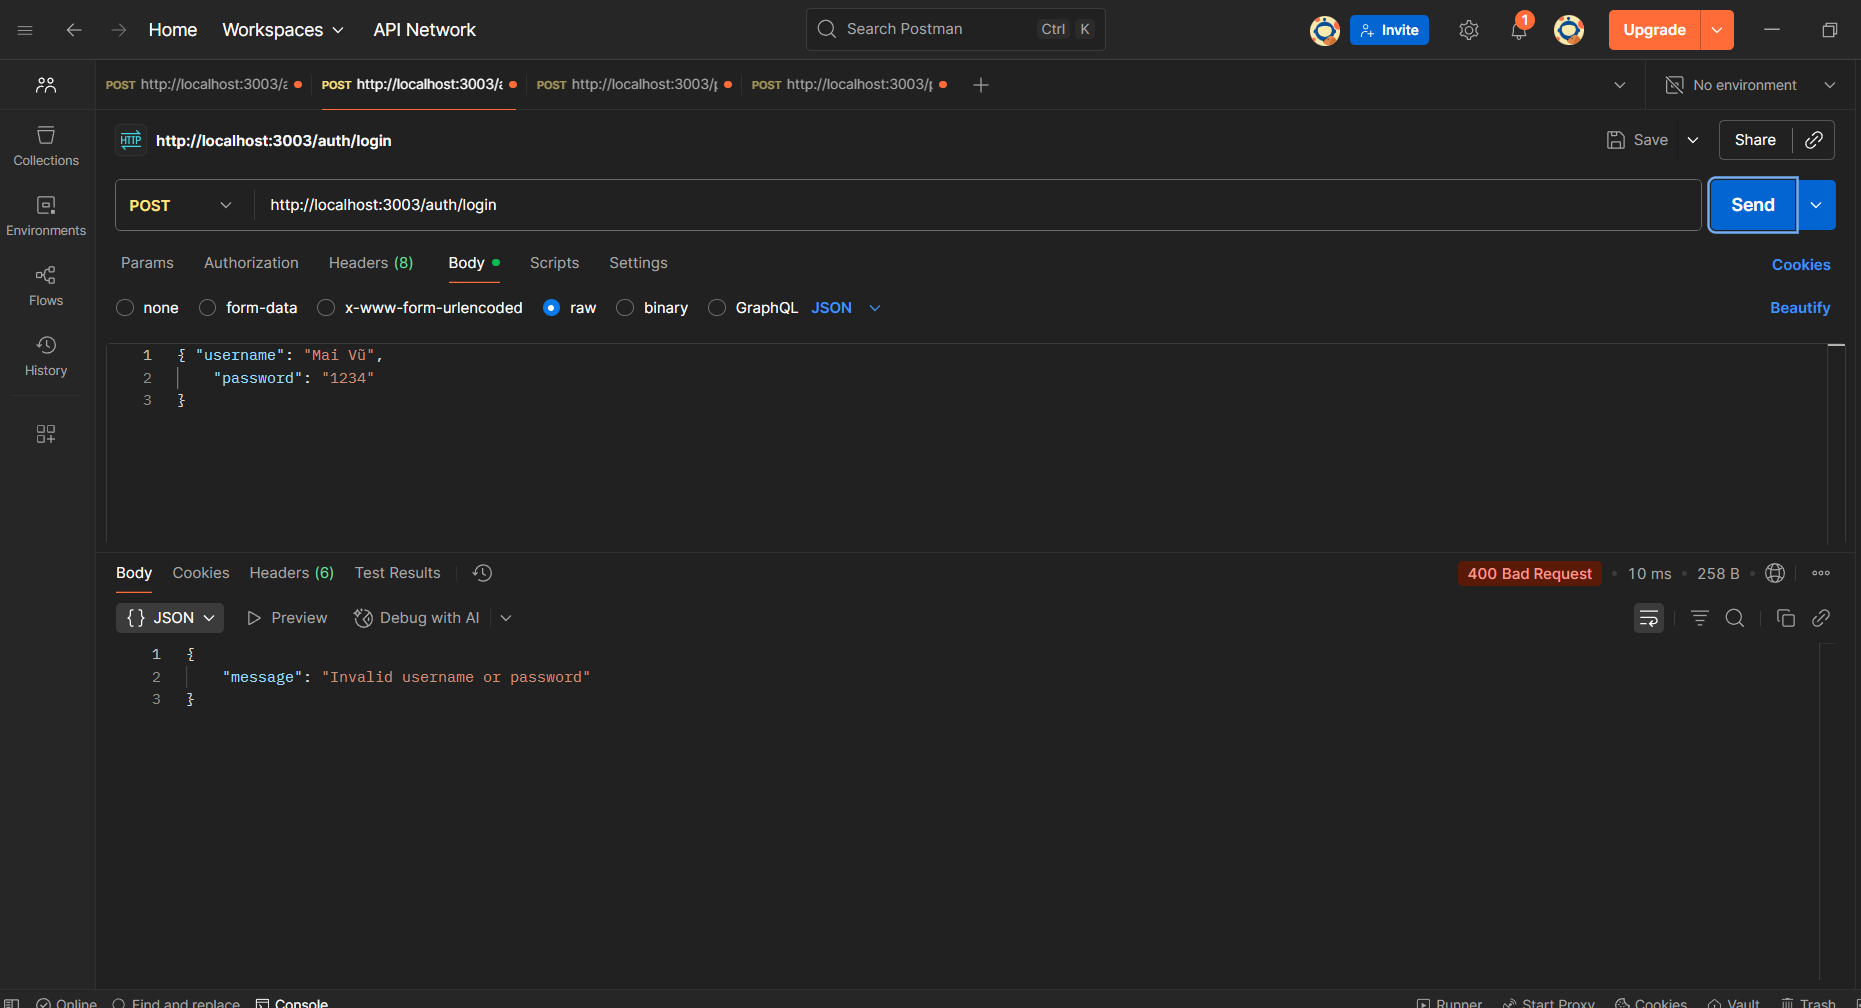 Home Workspaces API Network Search Postman Ctrl K Invite 1 Upgrade
POST http://localhost:3003/a POST http://localhost:3003/a POST http://localhost:3003/p POST http://localhost:3003/p No environment
HTTP http://localhost:3003/auth/login Save Share
Collections
POST http://localhost:3003/auth/login Send
Environments
Params Authorization Headers (8) Body Scripts Settings Cookies
Flows
none form-data x-www-form-urlencoded raw binary GraphQL JSON Beautify
History
1 { "username": "Mai Vũ",
2 "password": "1234"
3 }
Body Cookies Headers (6) Test Results 400 Bad Request 10 ms 258 B
{} JSON Preview Debug with AI
1 {
2 "message": "Invalid username or password"
3 }
Online Find and replace Console Runner Start Proxy Cookies Vault Trash